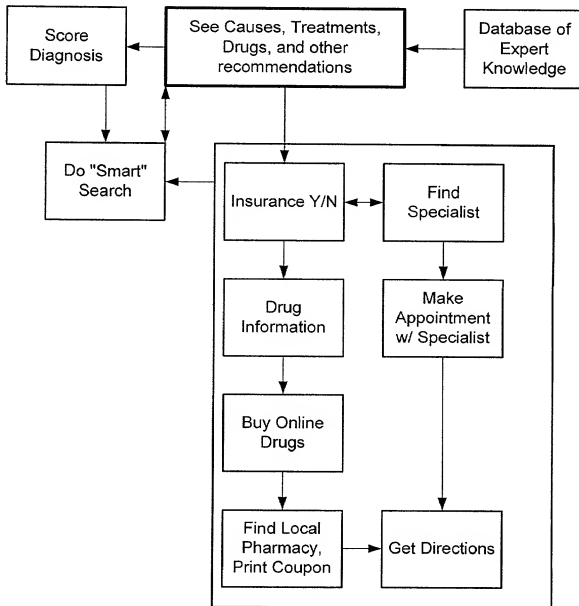 Score
Diagnosis
See Causes, Treatments,
Drugs, and other
recommendations
Database of
Expert
Knowledge
Do "Smart"
Search
Insurance Y/N
Find
Specialist
Drug
Information
Make
Appointment
w/ Specialist
Buy Online
Drugs
Find Local
Pharmacy,
Print Coupon
Get Directions